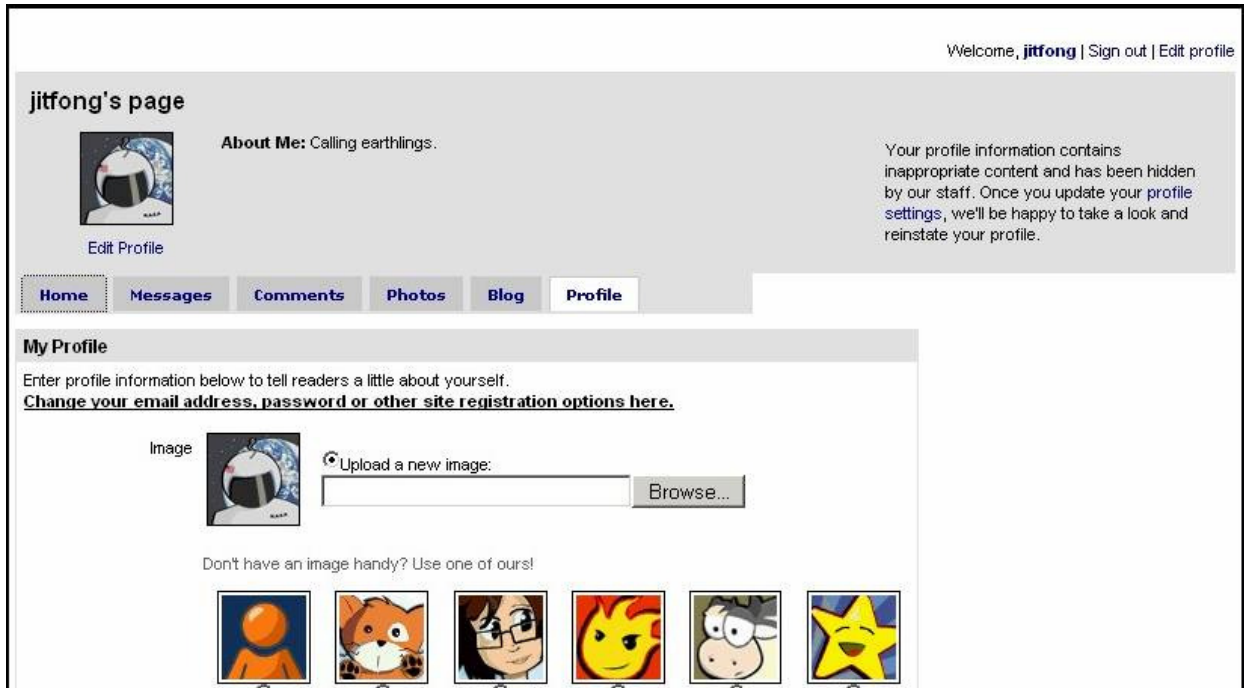 Welcome, jitfong | Sign out | Edit profile
jitfong's page
About Me: Calling earthlings.
Your profile information contains
inappropriate content and has been hidden
by our staff. Once you update your profile
settings, we'll be happy to take a look and
reinstate your profile.
Edit Profile
Home Messages Comments Photos Blog Profile
My Profile
Enter profile information below to tell readers a little about yourself.
Change your email address, password or other site registration options here.
Image
Upload a new image:
Browse...
Don't have an image handy? Use one of ours!